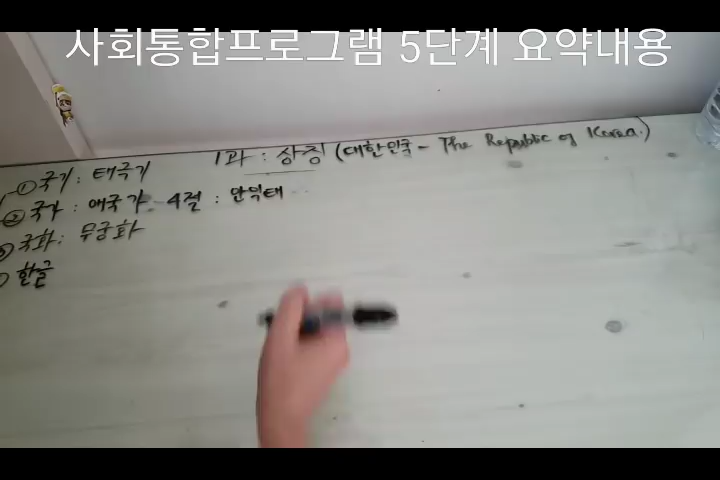 사회통합프로그램 5단계 요약내용
1과 : 상징 (대한민국 - The Republic of Korea.)
① 국기 : 태극기
② 국가 : 애국가 4절 : 안익태
③ 국화 : 무궁화
한글